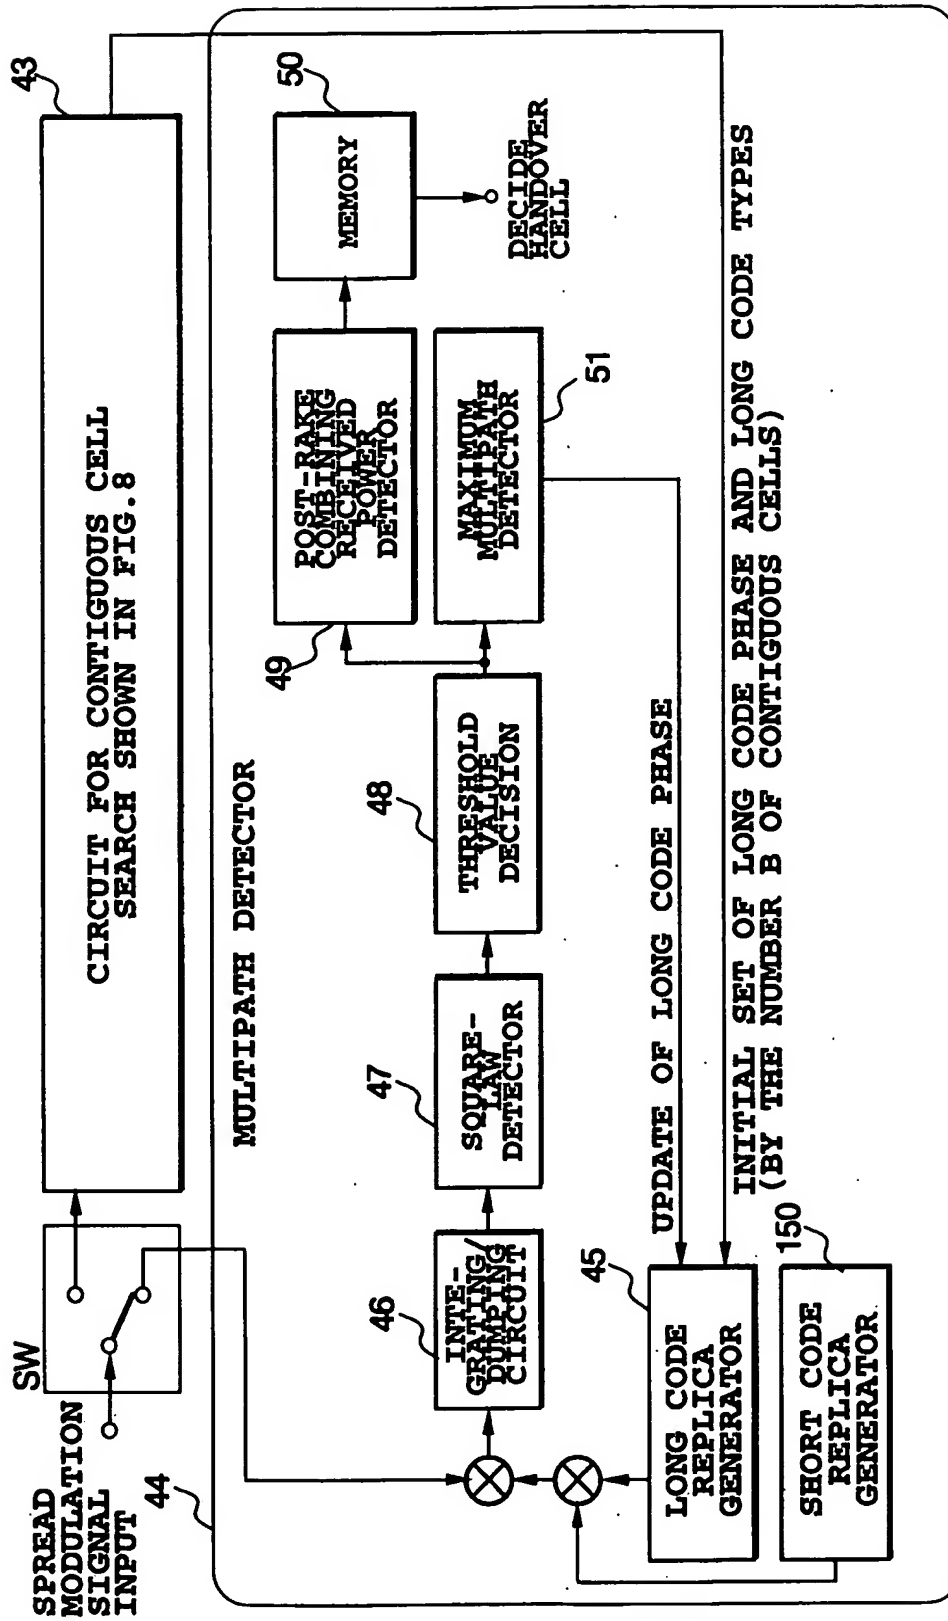 SPREAD
MODULATION
SIGNAL
INPUT
SW
43
CIRCUIT FOR CONTIGUOUS CELL
SEARCH SHOWN IN FIG.8
44
MULTIPATH DETECTOR
46
INTE-
GRATING/
DUMPING
CIRCUIT
47
SQUARE-
LAW
DETECTOR
48
THRESHOLD
VALUE
DECISION
49
POST-RAKE
COMBINING
RECEIVED
POWER
DETECTOR
50
MEMORY
DECIDE
HANDOVER
CELL
MAXIMUM
MULTIPATH
DETECTOR
51
UPDATE OF LONG CODE PHASE
INITIAL SET OF LONG CODE PHASE AND LONG CODE TYPES
(BY THE NUMBER B OF CONTIGUOUS CELLS)
45
LONG CODE
REPLICA
GENERATOR
150
SHORT CODE
REPLICA
GENERATOR